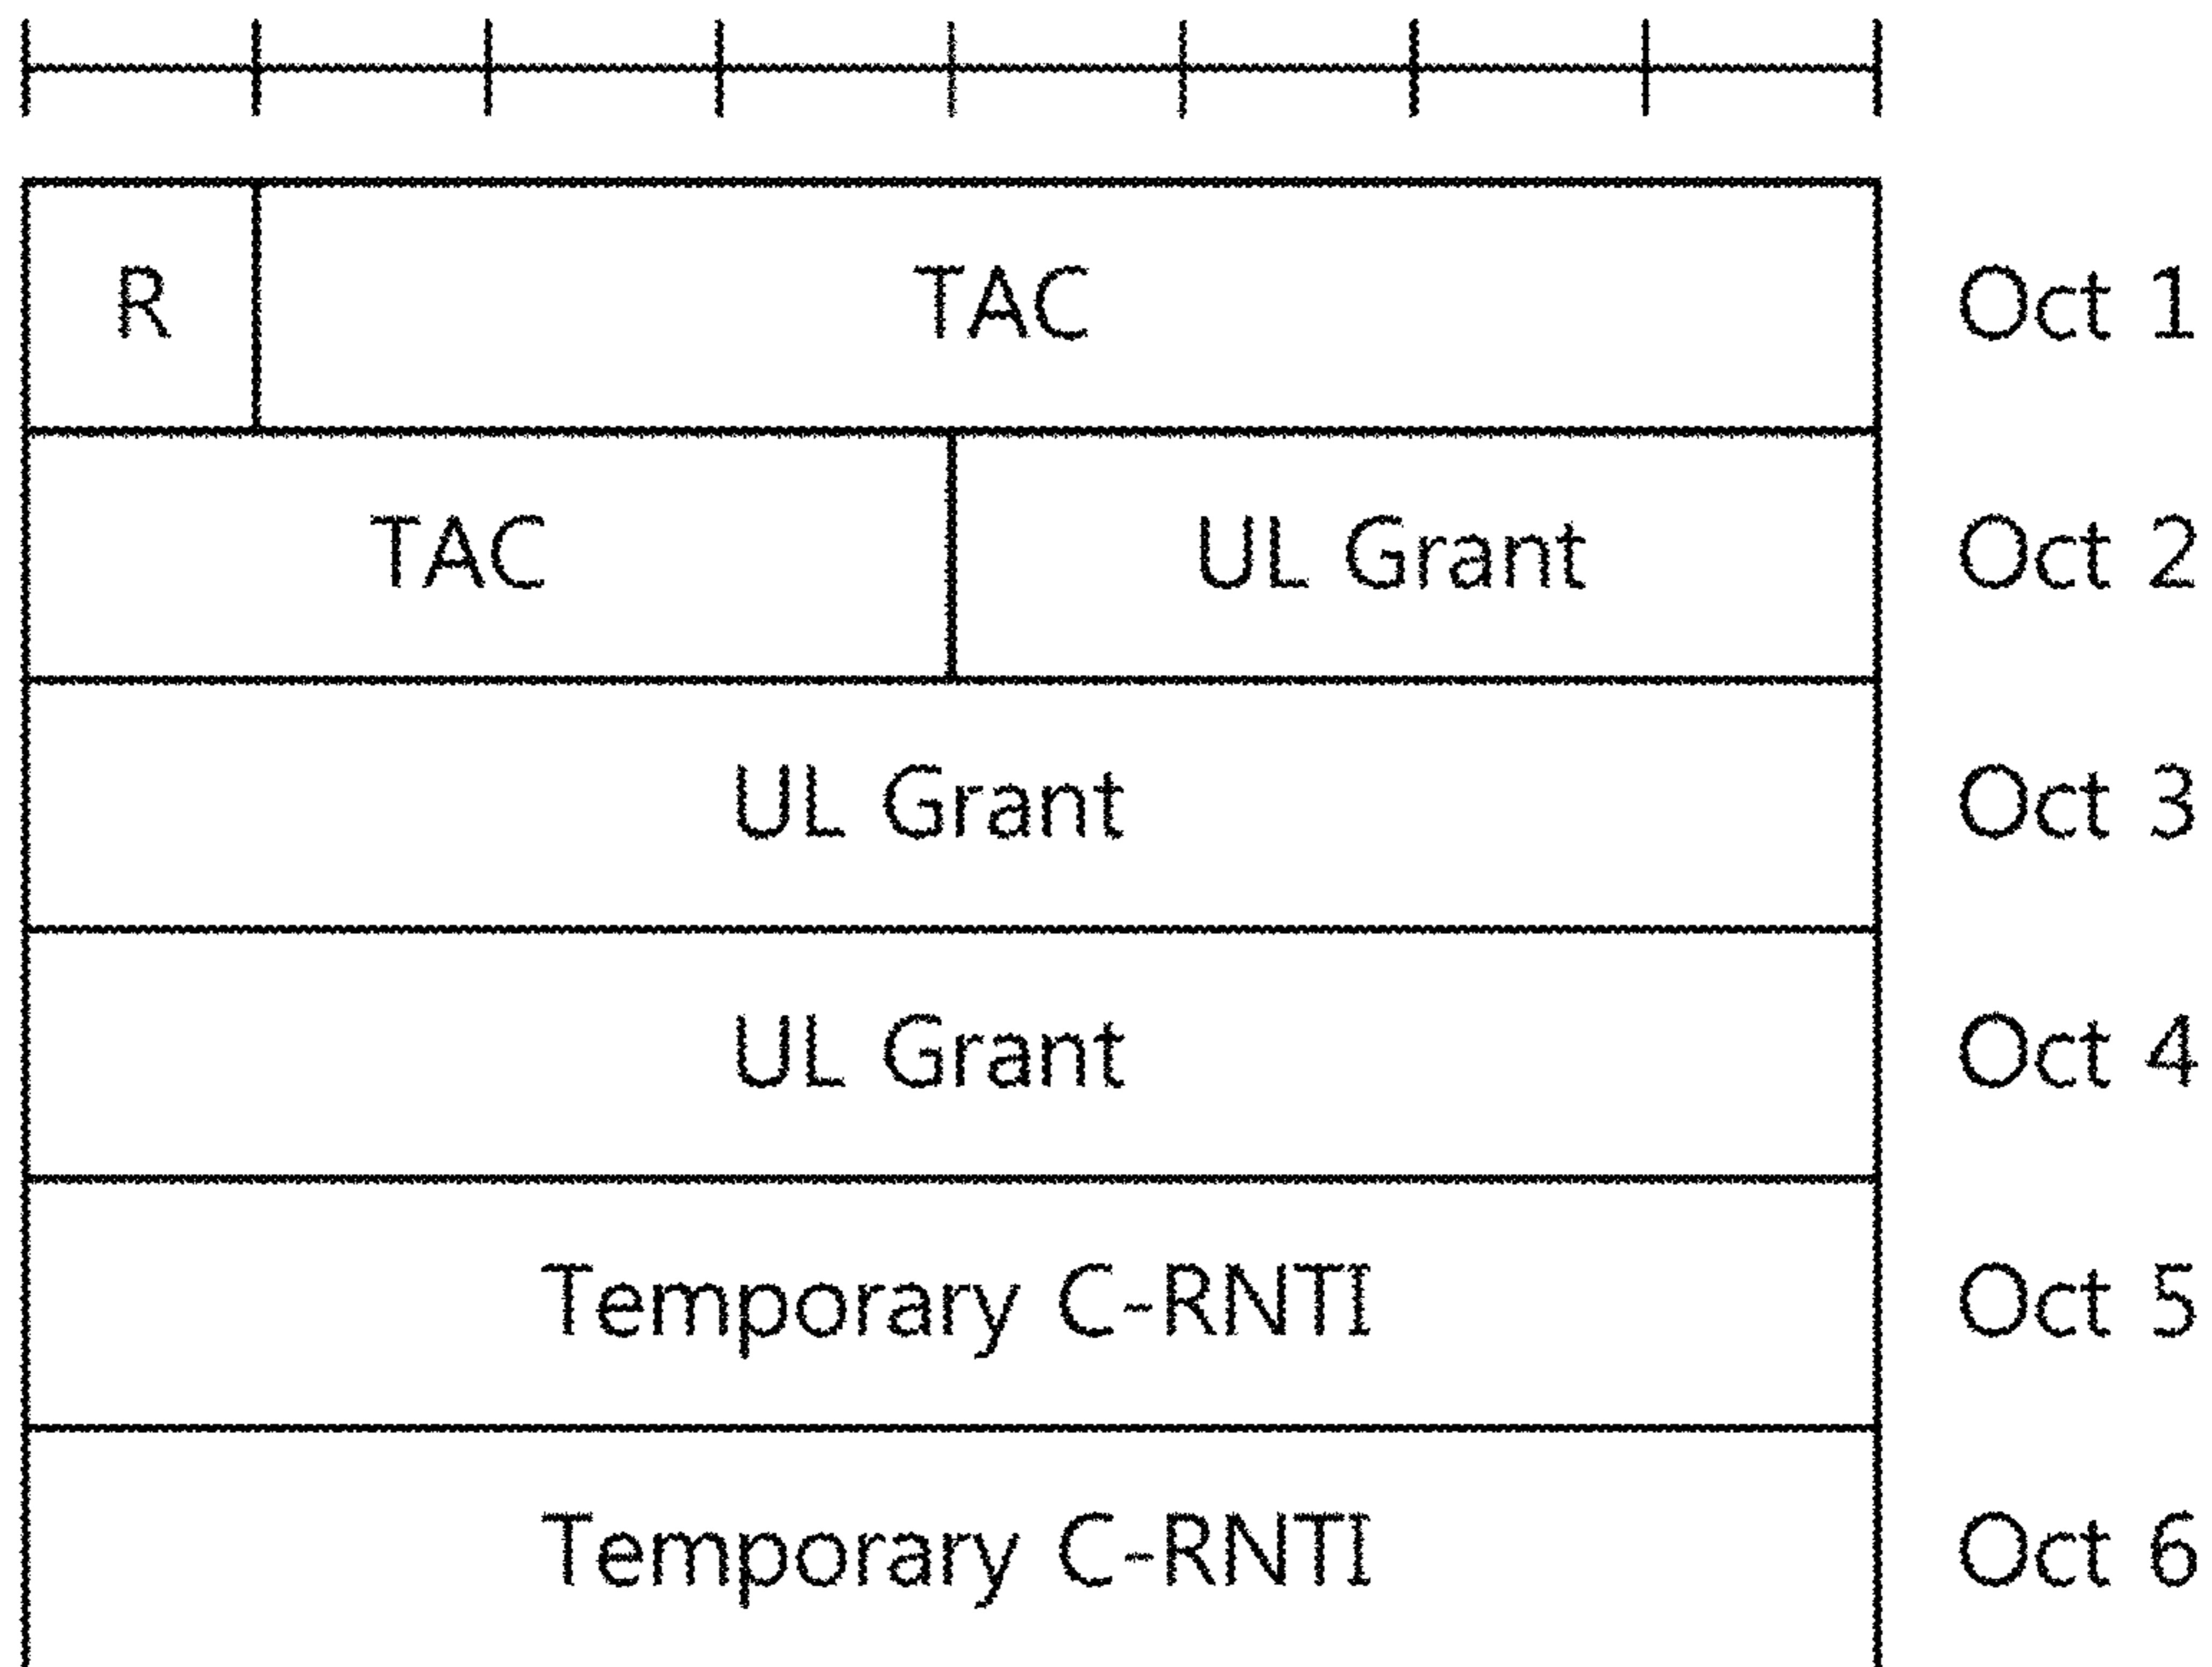 R TAC Oct 1
TAC UL Grant Oct 2
UL Grant Oct 3
UL Grant Oct 4
Temporary C-RNTI Oct 5
Temporary C-RNTI Oct 6